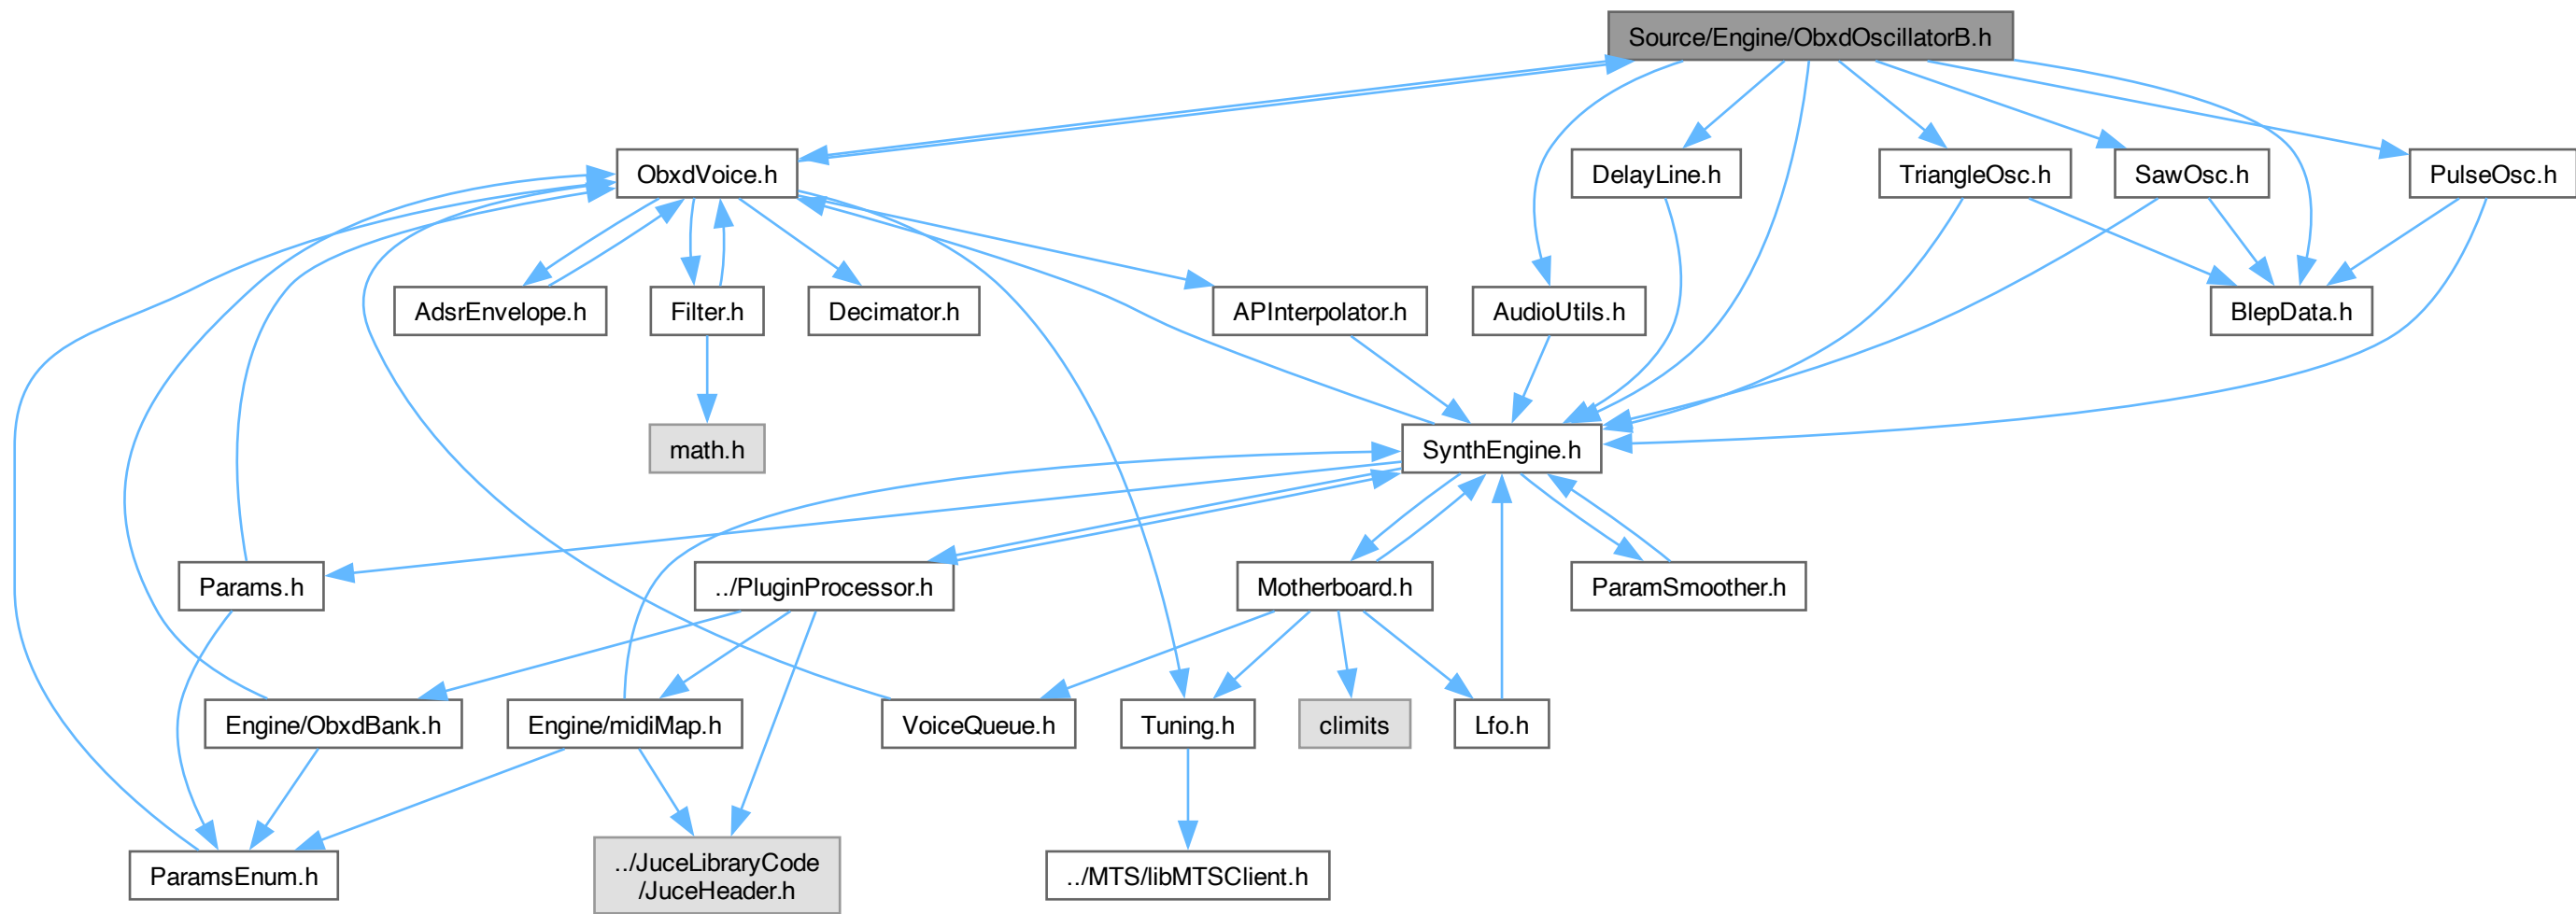 Source/Engine/ObxdOscillatorB.h
ObxdVoice.h
DelayLine.h
TriangleOsc.h
SawOsc.h
PulseOsc.h
AdsrEnvelope.h
Filter.h
Decimator.h
APInterpolator.h
AudioUtils.h
BlepData.h
math.h
SynthEngine.h
Params.h
../PluginProcessor.h
Motherboard.h
ParamSmoother.h
Engine/ObxdBank.h
Engine/midiMap.h
VoiceQueue.h
Tuning.h
climits
Lfo.h
ParamsEnum.h
../JuceLibraryCode
/JuceHeader.h
../MTS/libMTSClient.h